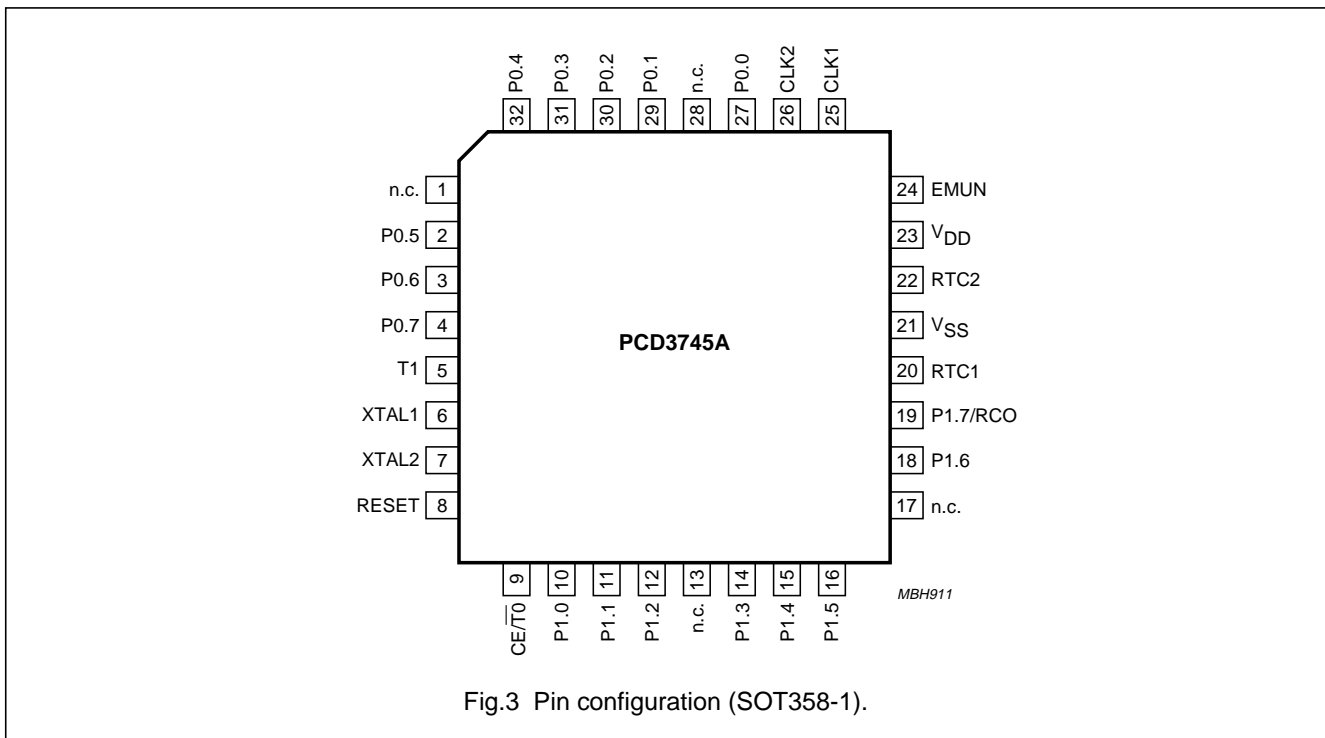 P0.4 P0.3 P0.2 P0.1 n.c. P0.0 CLK2 CLK1
32 31 30 29 28 27 26 25
n.c. 1
P0.5 2
P0.6 3
P0.7 4
T1 5
XTAL1 6
XTAL2 7
RESET 8
PCD3745A
24 EMUN
23 VDD
22 RTC2
21 VSS
20 RTC1
19 P1.7/RCO
18 P1.6
17 n.c.
9 10 11 12 13 14 15 16
CE/T0 P1.0 P1.1 P1.2 n.c. P1.3 P1.4 P1.5
MBH911
Fig.3 Pin configuration (SOT358-1).